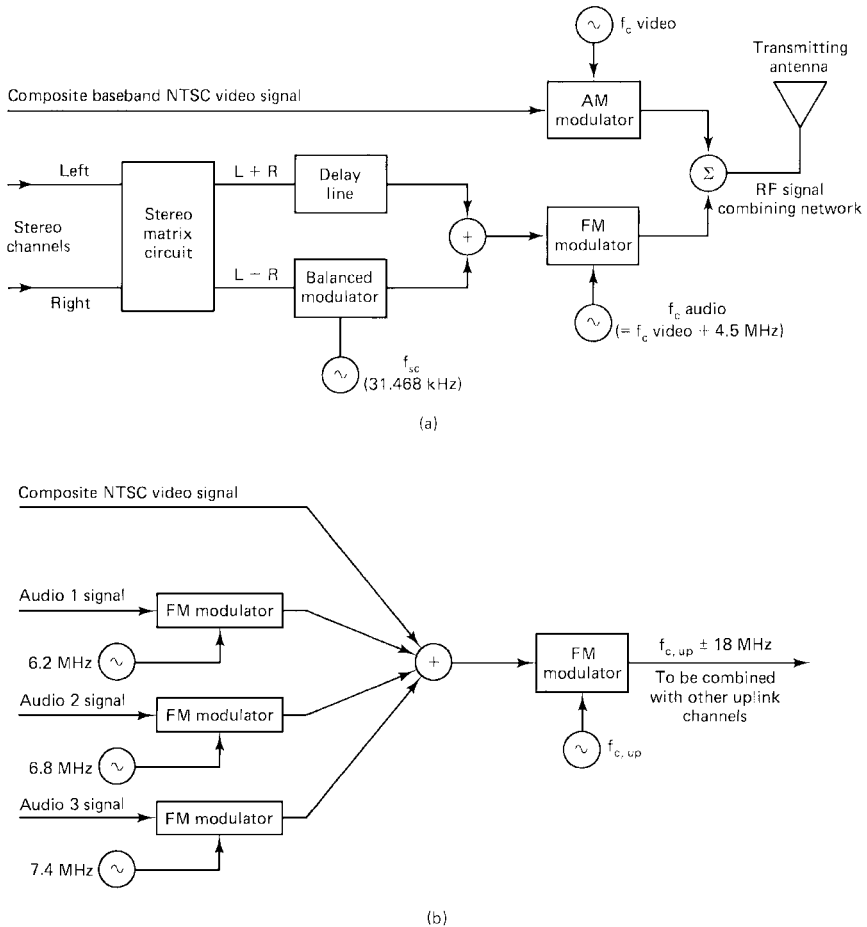 f_c video
Transmitting
antenna
Composite baseband NTSC video signal
AM
modulator
Left
L + R
Delay
line
Σ
Stereo
channels
Stereo
matrix
circuit
+
FM
modulator
RF signal
combining network
L − R
Balanced
modulator
Right
f_c audio
(= f_c video + 4.5 MHz)
f_sc
(31.468 kHz)
(a)
Composite NTSC video signal
Audio 1 signal
FM modulator
6.2 MHz
+
FM
modulator
f_c, up ± 18 MHz
To be combined
with other uplink
channels
Audio 2 signal
FM modulator
f_c, up
6.8 MHz
Audio 3 signal
FM modulator
7.4 MHz
(b)